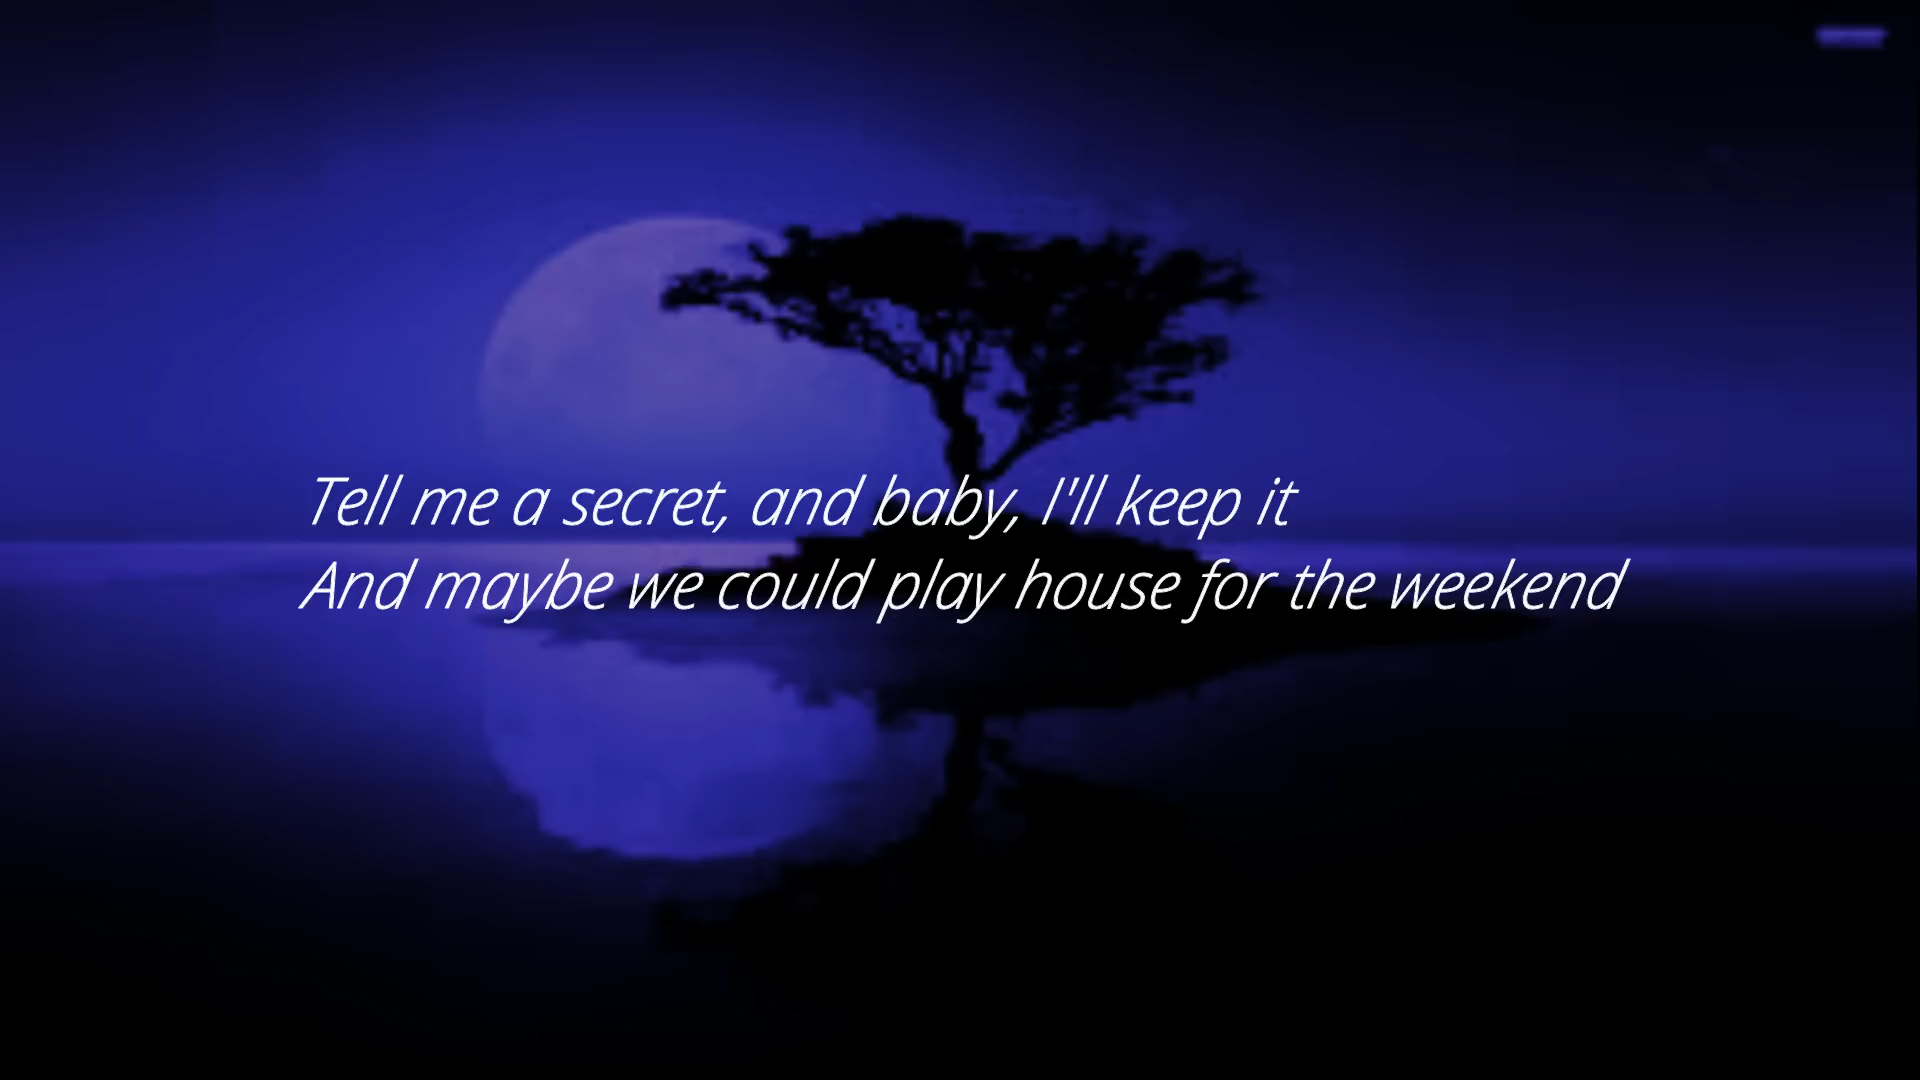 Tell me a secret, and baby, I'll keep it
And maybe we could play house for the weekend